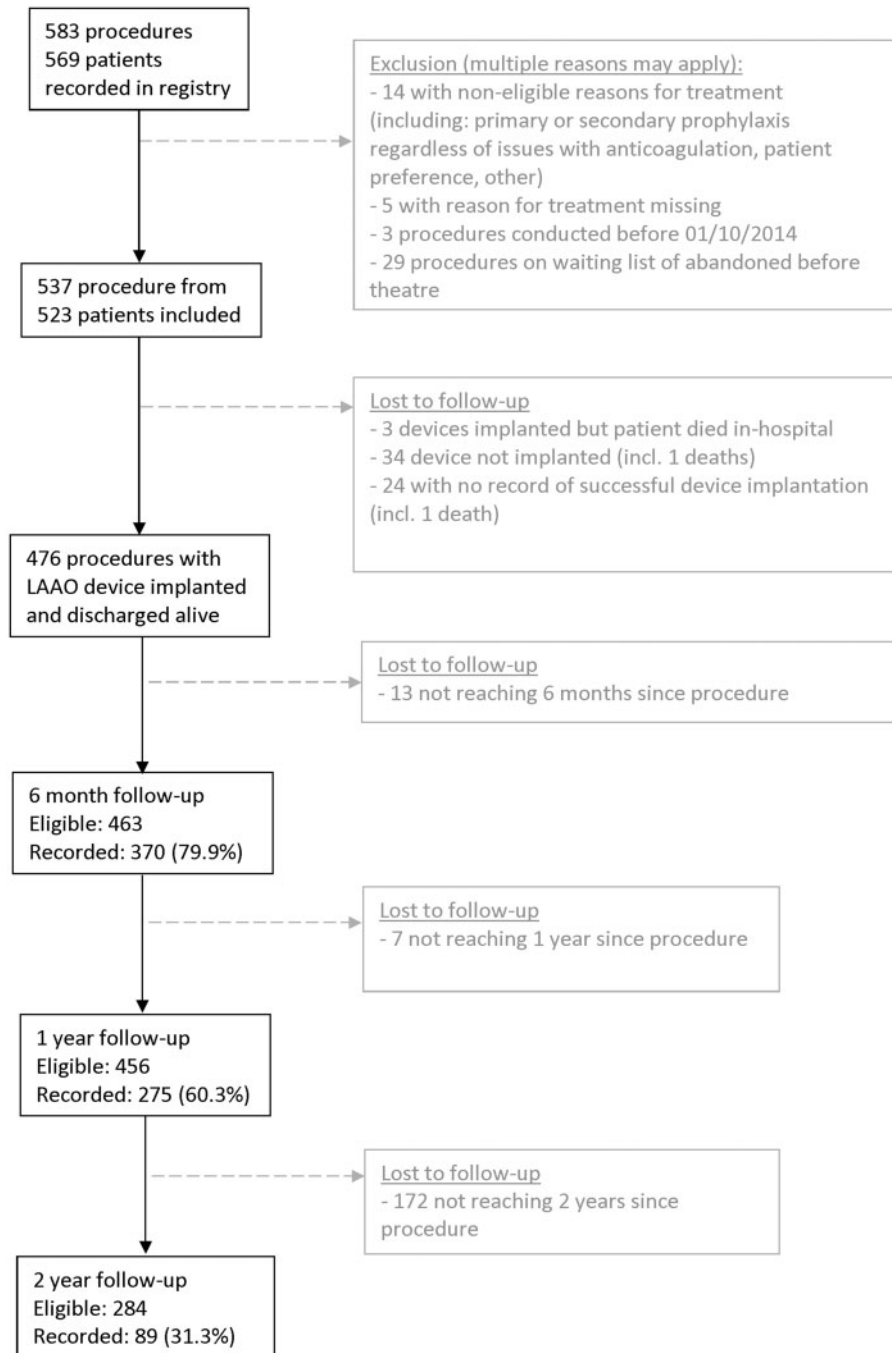 583 procedures
569 patients
recorded in registry
Exclusion (multiple reasons may apply):
- 14 with non-eligible reasons for treatment
(including: primary or secondary prophylaxis
regardless of issues with anticoagulation, patient
preference, other)
- 5 with reason for treatment missing
- 3 procedures conducted before 01/10/2014
- 29 procedures on waiting list of abandoned before
theatre
537 procedure from
523 patients included
Lost to follow-up
- 3 devices implanted but patient died in-hospital
- 34 device not implanted (incl. 1 deaths)
- 24 with no record of successful device implantation
(incl. 1 death)
476 procedures with
LAAO device implanted
and discharged alive
Lost to follow-up
- 13 not reaching 6 months since procedure
6 month follow-up
Eligible: 463
Recorded: 370 (79.9%)
Lost to follow-up
- 7 not reaching 1 year since procedure
1 year follow-up
Eligible: 456
Recorded: 275 (60.3%)
Lost to follow-up
- 172 not reaching 2 years since
procedure
2 year follow-up
Eligible: 284
Recorded: 89 (31.3%)